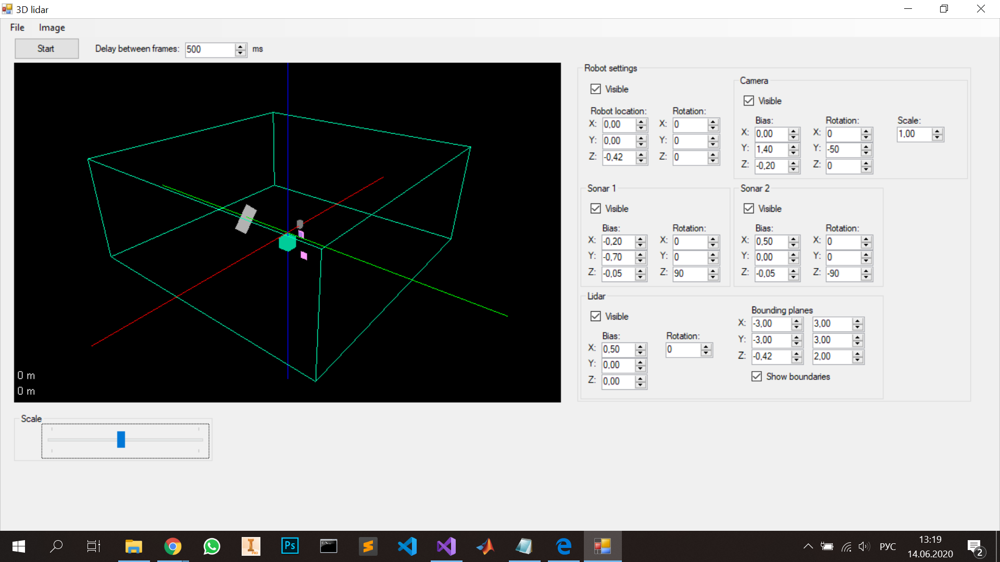 3D lidar
File Image
Start Delay between frames: 500 ms
Robot settings
Visible
Robot location: Rotation:
X: 0,00 X: 0
Y: 0,00 Y: 0
Z: -0,42 Z: 0
Camera
Visible
Bias: Rotation: Scale:
X: 0,00 X: 0 1,00
Y: 1,40 Y: -50
Z: -0,20 Z: 0
Sonar 1
Visible
Bias: Rotation:
X: -0,20 X: 0
Y: -0,70 Y: 0
Z: -0,05 Z: 90
Sonar 2
Visible
Bias: Rotation:
X: 0,50 X: 0
Y: 0,00 Y: 0
Z: -0,05 Z: -90
Lidar
Visible
Bias: Rotation:
X: 0,50 0
Y: 0,00
Z: 0,00
Bounding planes
X: -3,00 3,00
Y: -3,00 3,00
Z: -0,42 2,00
Show boundaries
0 m
0 m
Scale
I PRO
Ps
C:\_
РУС
13:19
14.06.2020
2